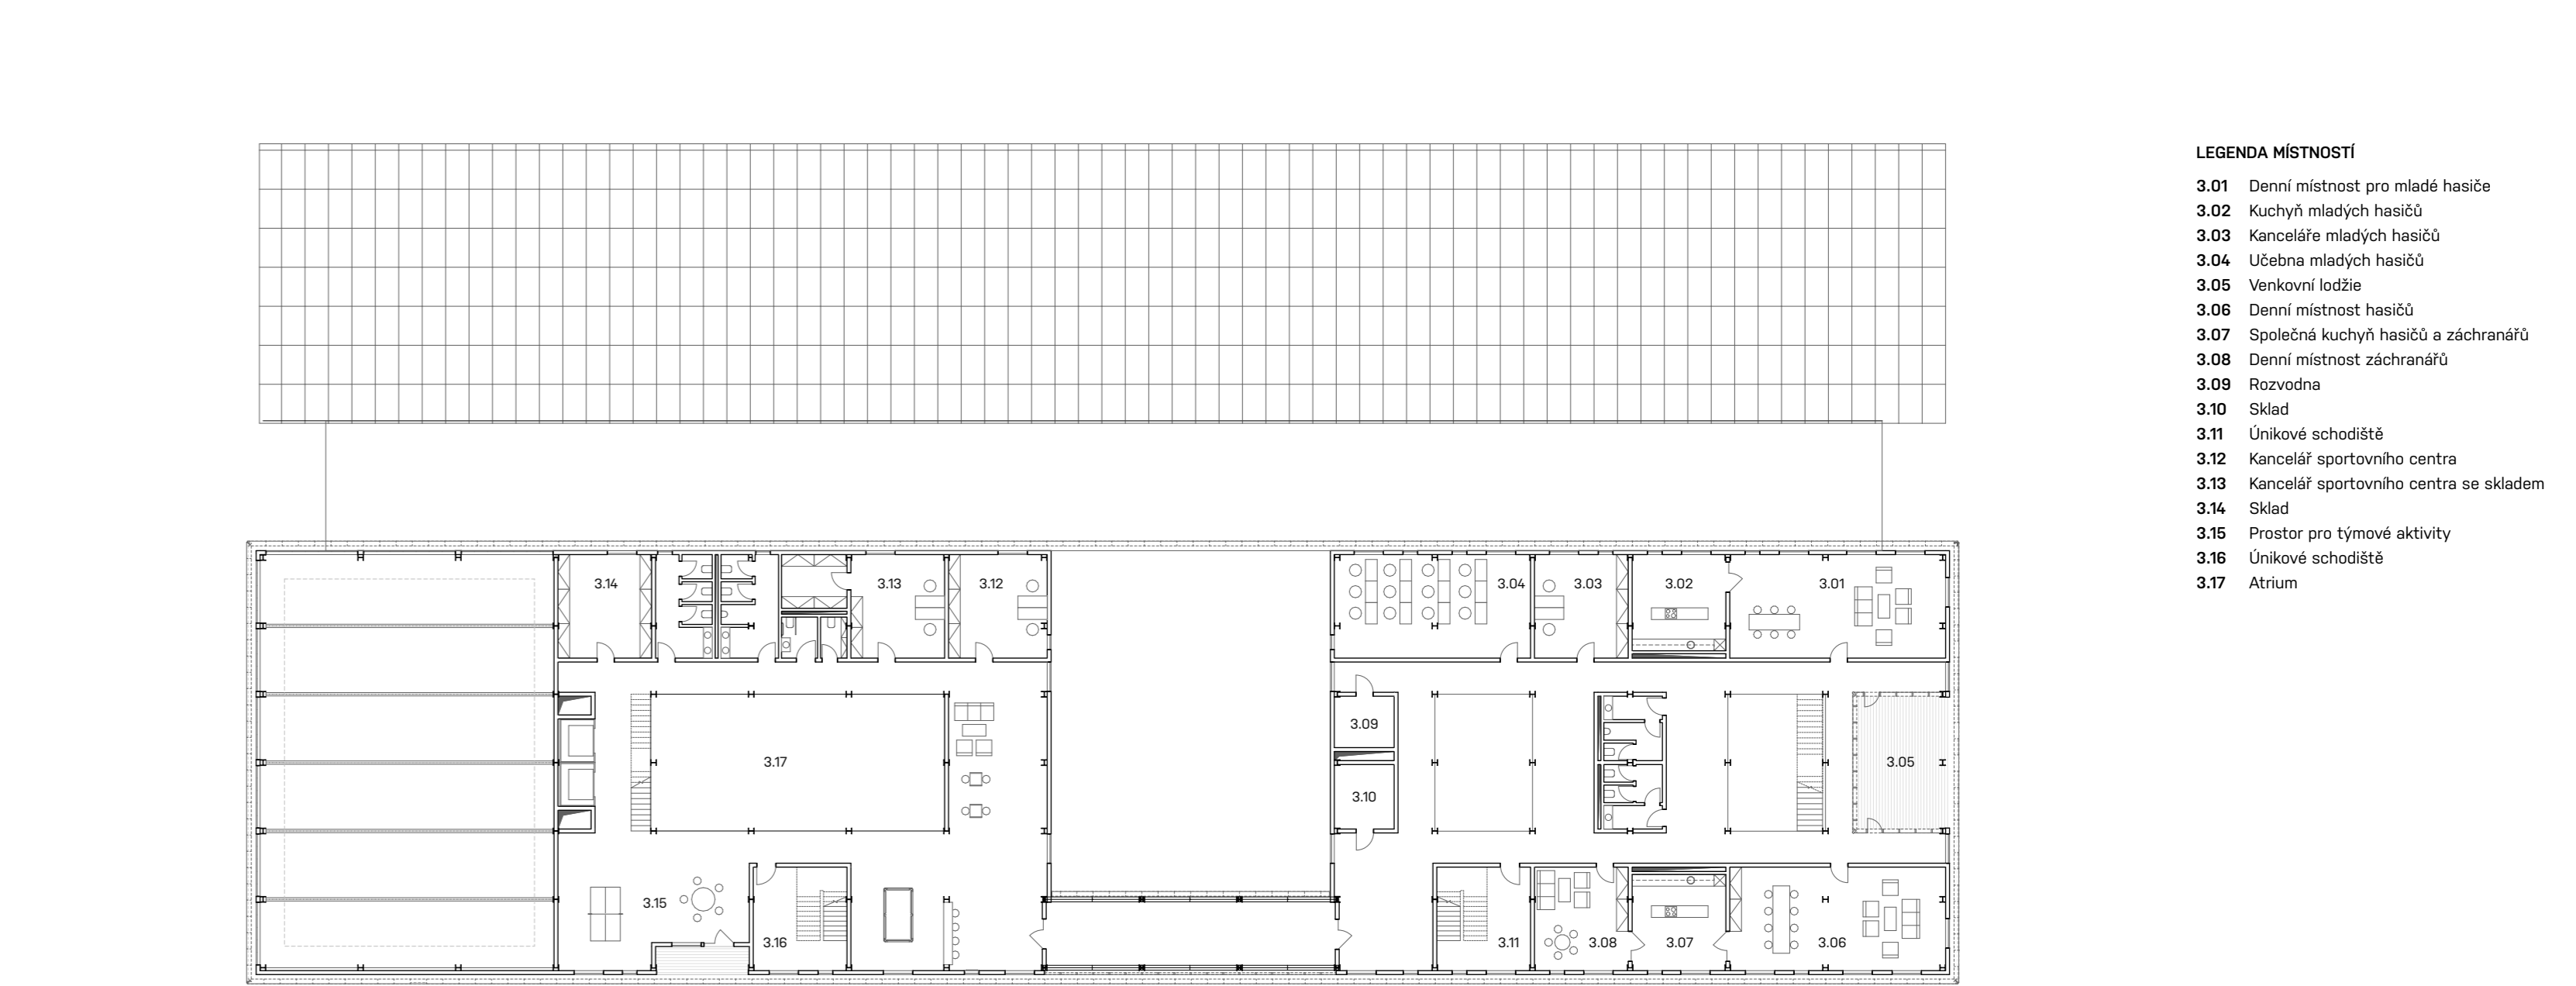 LEGENDA MÍSTNOSTÍ
3.01 Denní místnost pro mladé hasiče
3.02 Kuchyň mladých hasičů
3.03 Kanceláře mladých hasičů
3.04 Učebna mladých hasičů
3.05 Venkovní lodžie
3.06 Denní místnost hasičů
3.07 Společná kuchyň hasičů a záchranářů
3.08 Denní místnost záchranářů
3.09 Rozvodna
3.10 Sklad
3.11 Únikové schodiště
3.12 Kancelář sportovního centra
3.13 Kancelář sportovního centra se skladem
3.14 Sklad
3.15 Prostor pro týmové aktivity
3.16 Únikové schodiště
3.17 Atrium
3.14 3.13 3.12 3.04 3.03 3.02 3.01
3.09
3.17 3.05
3.10
3.15
3.16 3.11 3.08 3.07 3.06